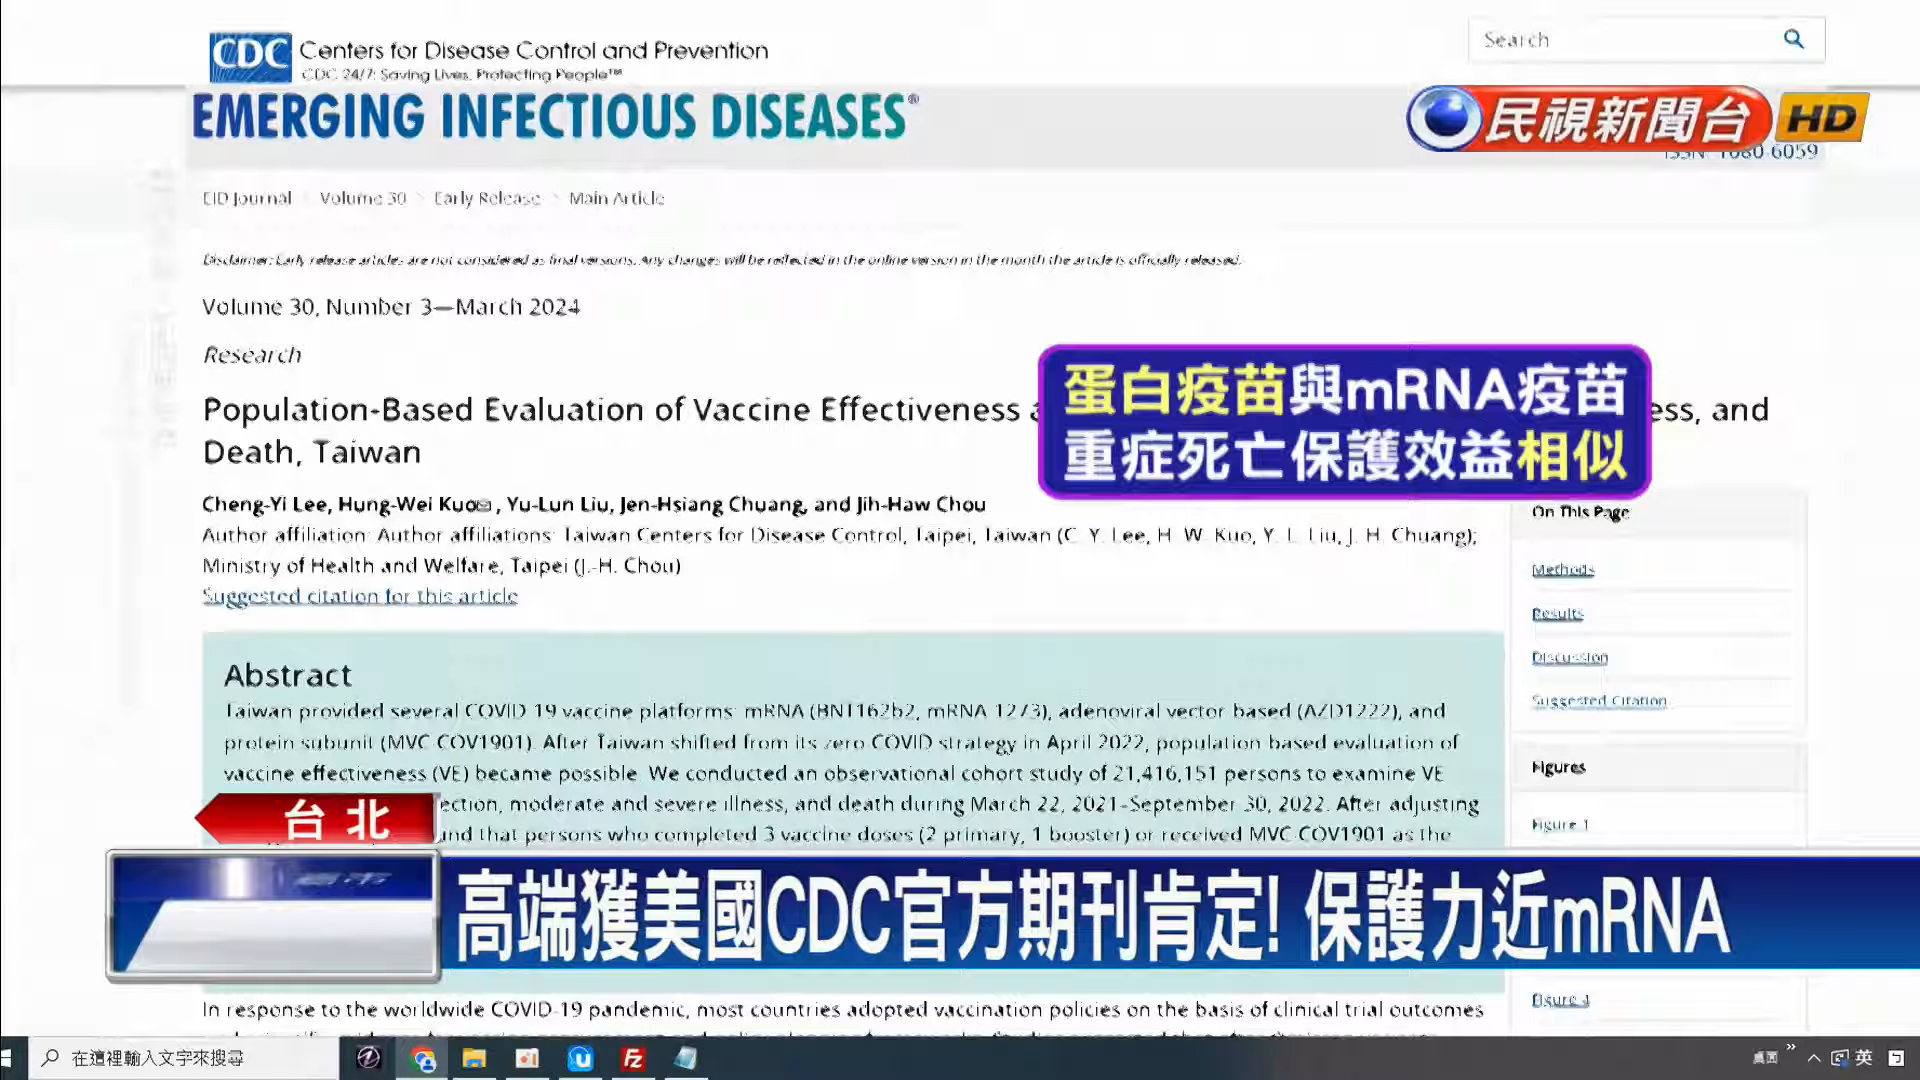 CDC Centers for Disease Control and Prevention
CDC 24/7: Saving Lives. Protecting People™
Search
EMERGING INFECTIOUS DISEASES®
民視新聞台 HD
ISSN: 1080-6059
EID Journal > Volume 30 > Early Release > Main Article
Disclaimer: Early release articles are not considered as final versions. Any changes will be reflected in the online version in the month the article is officially released.
Volume 30, Number 3—March 2024
Research
Population-Based Evaluation of Vaccine Effectiveness
ess, and
Death, Taiwan
蛋白疫苗與mRNA疫苗
重症死亡保護效益相似
Cheng-Yi Lee, Hung-Wei Kuo, Yu-Lun Liu, Jen-Hsiang Chuang, and Jih-Haw Chou
Author affiliation: Author affiliations: Taiwan Centers for Disease Control, Taipei, Taiwan (C.-Y. Lee, H.-W. Kuo, Y.-L. Liu, J.-H. Chuang);
Ministry of Health and Welfare, Taipei (J.-H. Chou)
Suggested citation for this article
On This Page
Methods
Results
Discussion
Suggested Citation
Figures
Figure 1
Figure 4
Abstract
Taiwan provided several COVID-19 vaccine platforms: mRNA (BNT162b2, mRNA-1273), adenoviral vector-based (AZD1222), and
protein subunit (MVC-COV1901). After Taiwan shifted from its zero-COVID strategy in April 2022, population-based evaluation of
vaccine effectiveness (VE) became possible. We conducted an observational cohort study of 21,416,151 persons to examine VE
ection, moderate and severe illness, and death during March 22, 2021–September 30, 2022. After adjusting
und that persons who completed 3 vaccine doses (2 primary, 1 booster) or received MVC-COV1901 as the
台北
高端獲美國CDC官方期刊肯定! 保護力近mRNA
In response to the worldwide COVID-19 pandemic, most countries adopted vaccination policies on the basis of clinical trial outcomes
在這裡輸入文字來搜尋
桌面
英